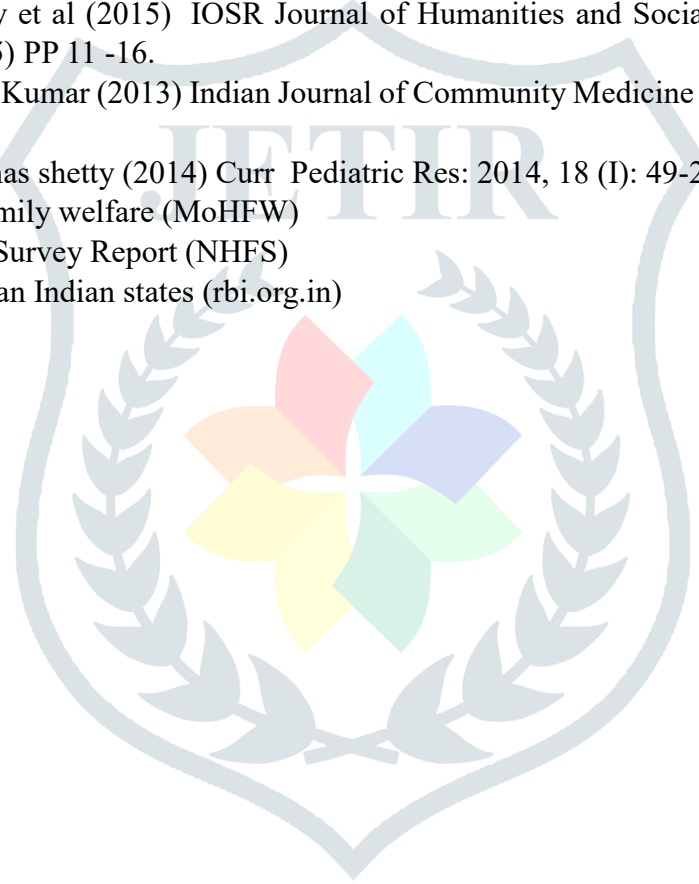 y et al (2015) IOSR Journal of Humanities and Socia
5) PP 11 -16.
Kumar (2013) Indian Journal of Community Medicine
JETIR
nas shetty (2014) Curr Pediatric Res: 2014, 18 (I): 49-2
mily welfare (MoHFW)
Survey Report (NHFS)
an Indian states (rbi.org.in)